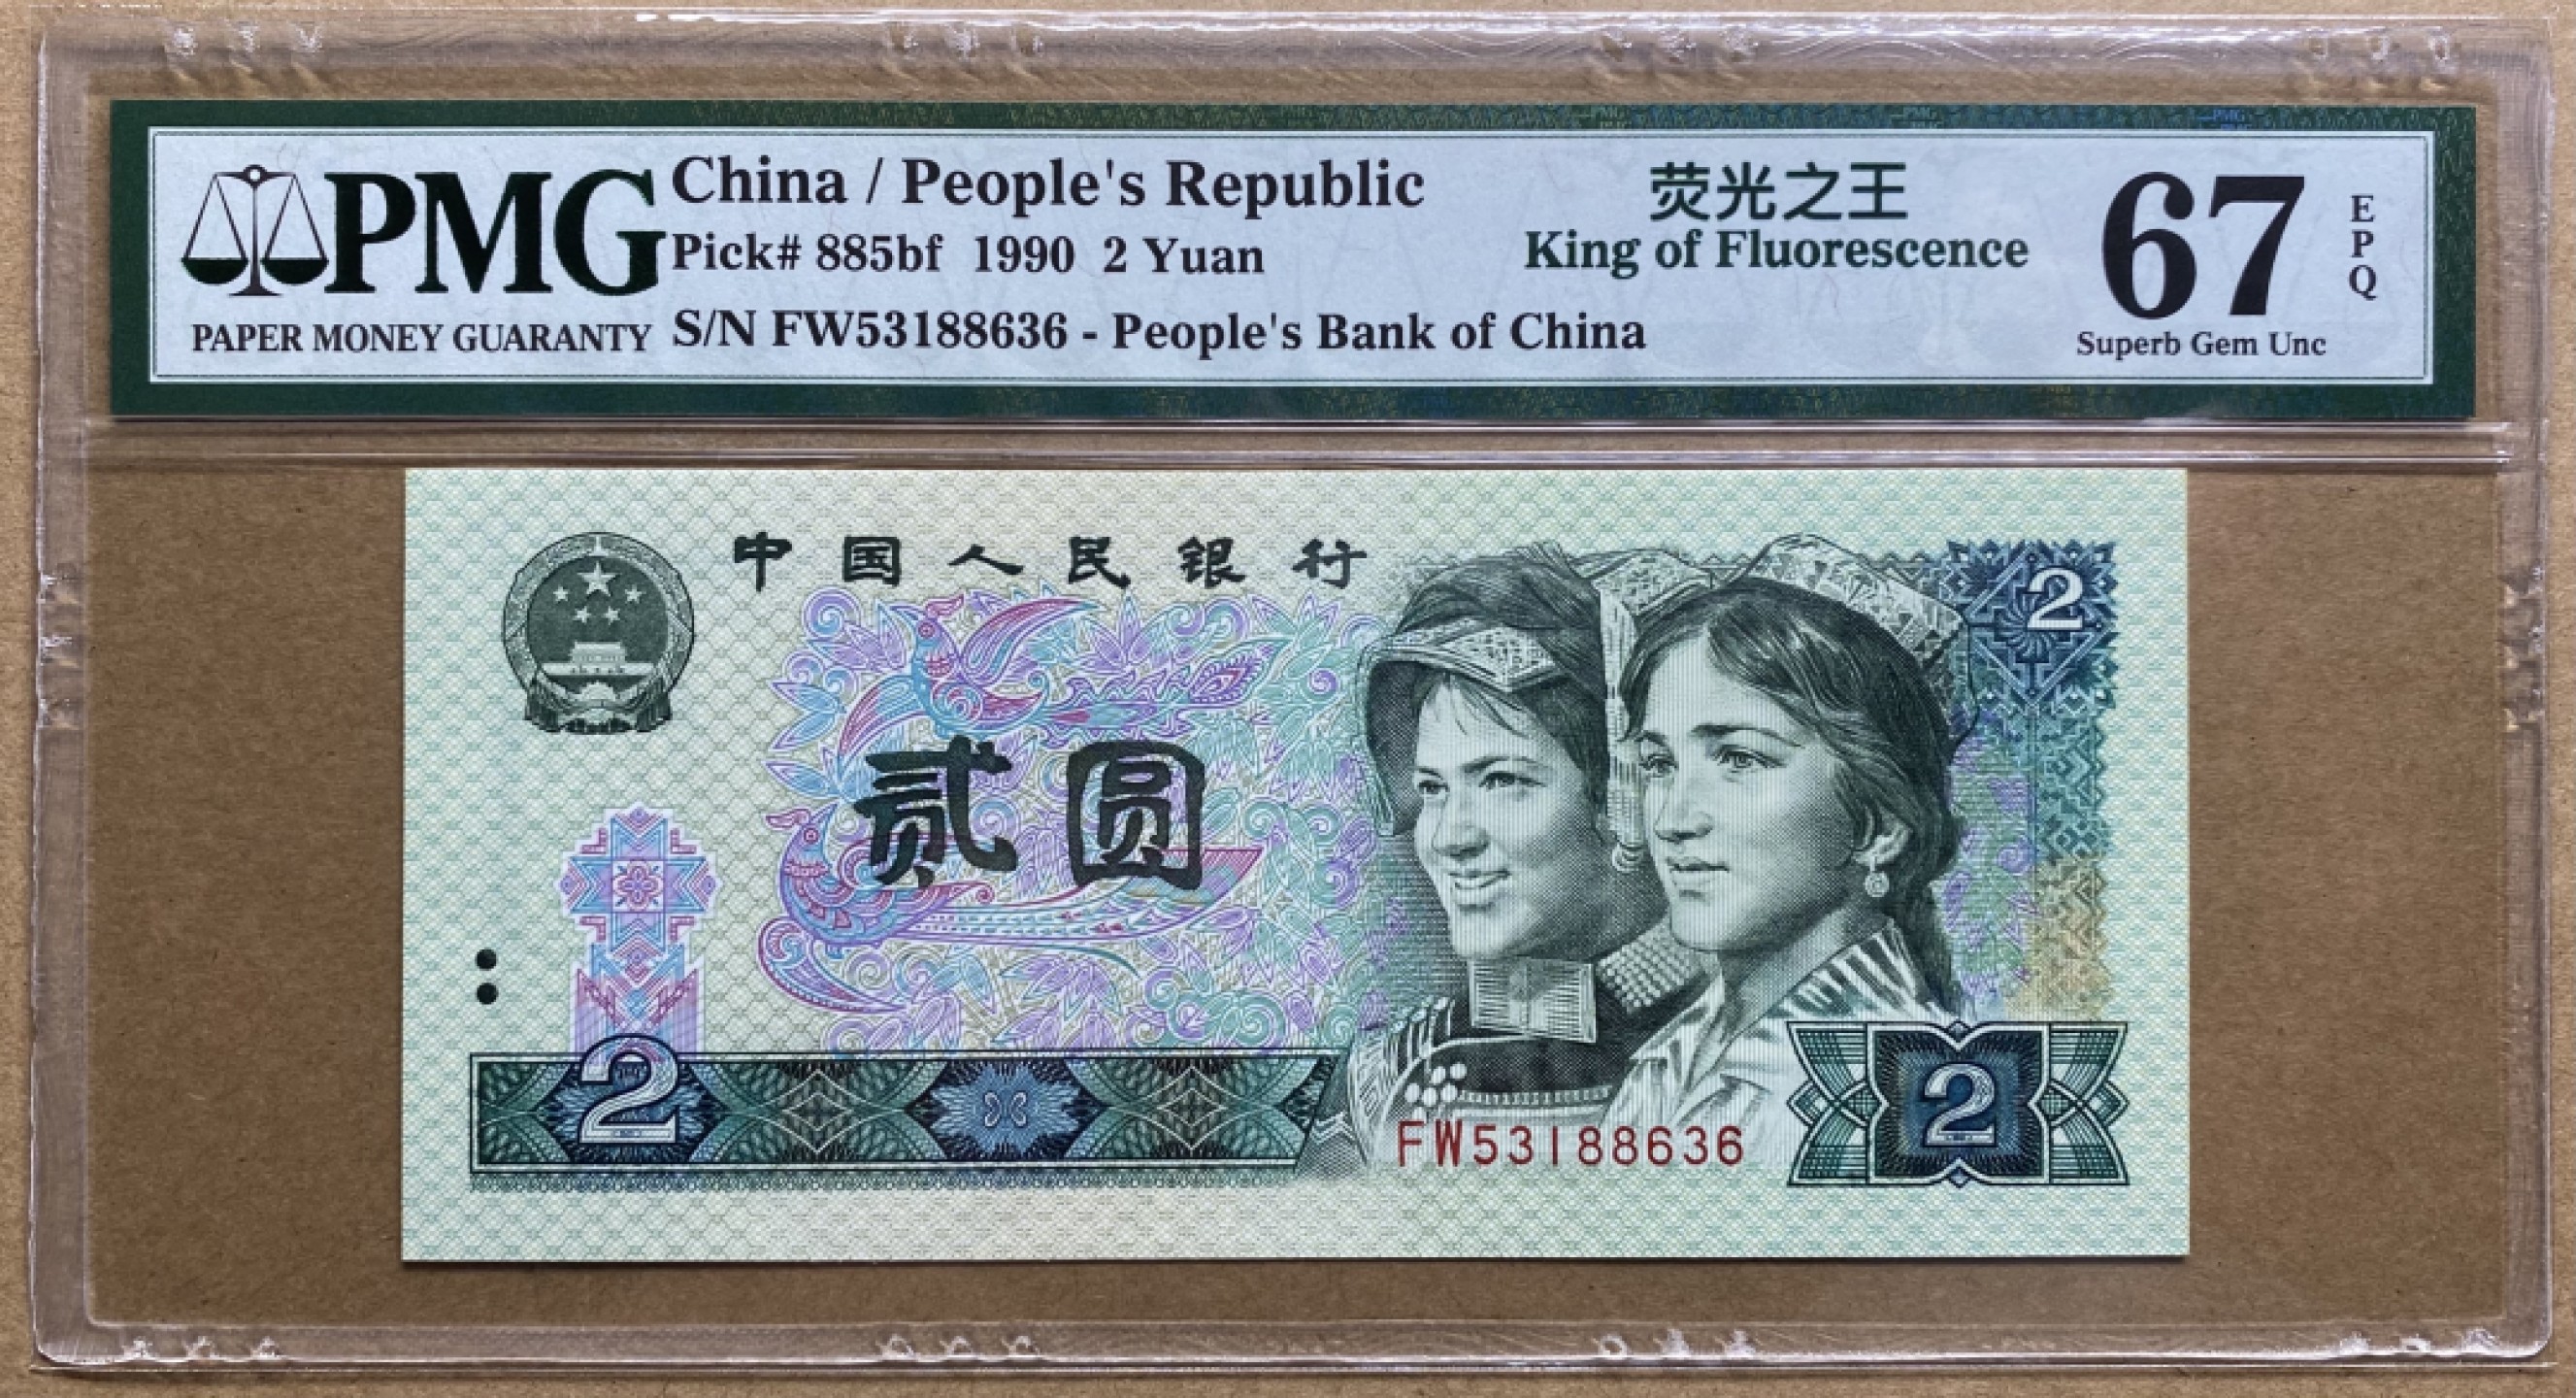 PMG
PAPER MONEY GUARANTY
China / People's Republic
Pick# 885bf 1990 2 Yuan
S/N FW53188636 - People's Bank of China
荧光之王
King of Fluorescence
67
EPQ
Superb Gem Unc
中国人民银行
2
贰圆
2
2
FW53188636